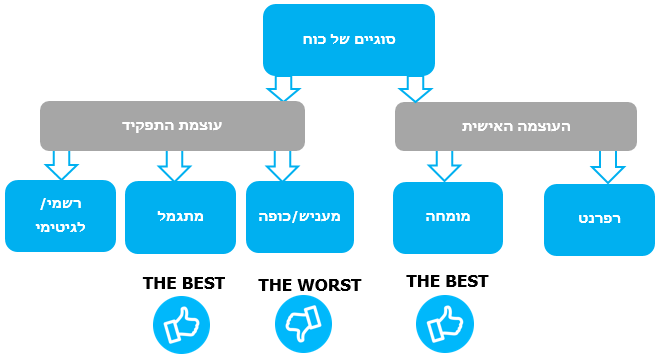 סוגיים של כוח
העוצמה האישית
עוצמת התפקיד
רפרנט
מומחה
מעניש/כופה
מתגמל
רשמי/
לגיטימי
THE BEST
THE WORST
THE BEST